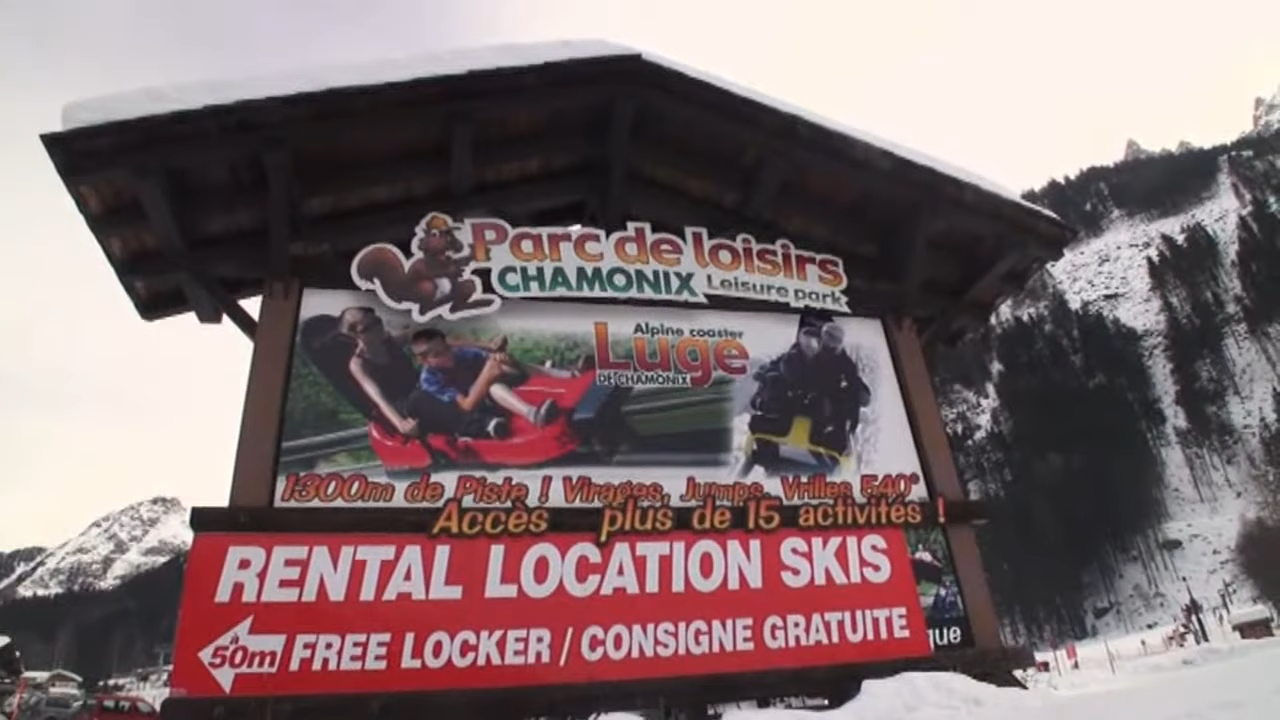 Parc de loisirs
CHAMONIX Leisure park
Alpine coaster
Luge
DE CHAMONIX
1300m de Piste ! Virages, Jumps, Vrilles 540°
Accès plus de 15 activités !
RENTAL LOCATION SKIS
à
50m
FREE LOCKER / CONSIGNE GRATUITE
que